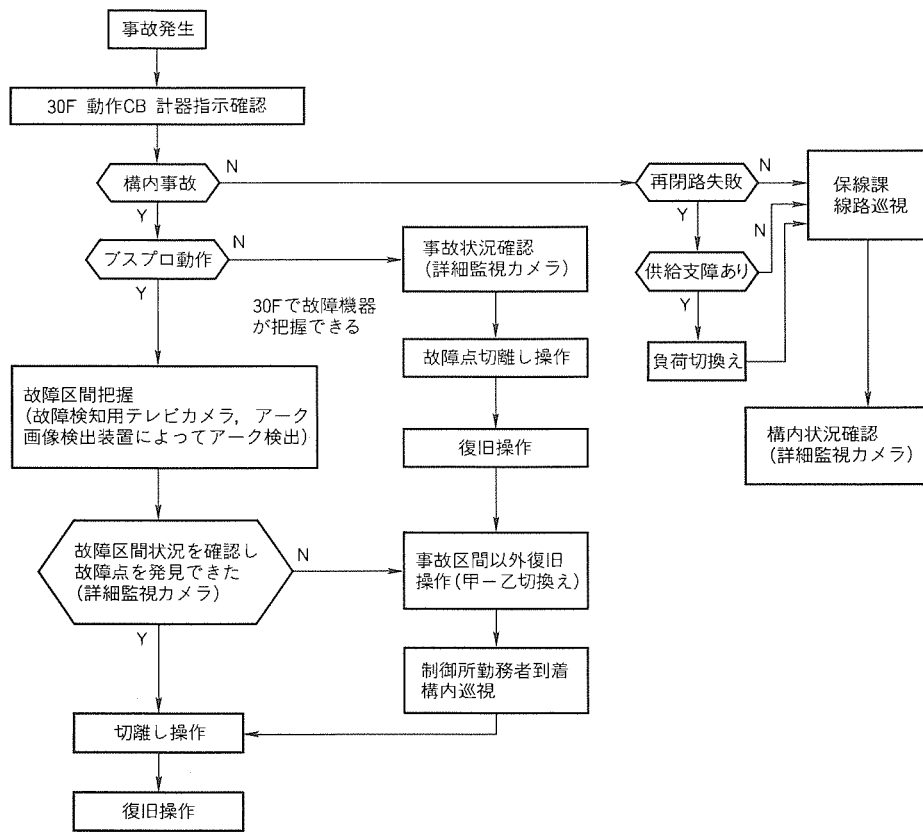 事故発生
30F 動作CB 計器指示確認
構内事故
N
Y
ブスプロ動作
N
Y
30Fで故障機器
が把握できる
故障区間把握
(故障検知用テレビカメラ,アーク
画像検出装置によってアーク検出)
故障区間状況を確認し
故障点を発見できた
(詳細監視カメラ)
N
Y
切離し操作
復旧操作
事故状況確認
(詳細監視カメラ)
故障点切離し操作
復旧操作
事故区間以外復旧
操作(甲−乙切換え)
制御所勤務者到着
構内巡視
再閉路失敗
N
Y
供給支障あり
N
Y
負荷切換え
保線課
線路巡視
構内状況確認
(詳細監視カメラ)